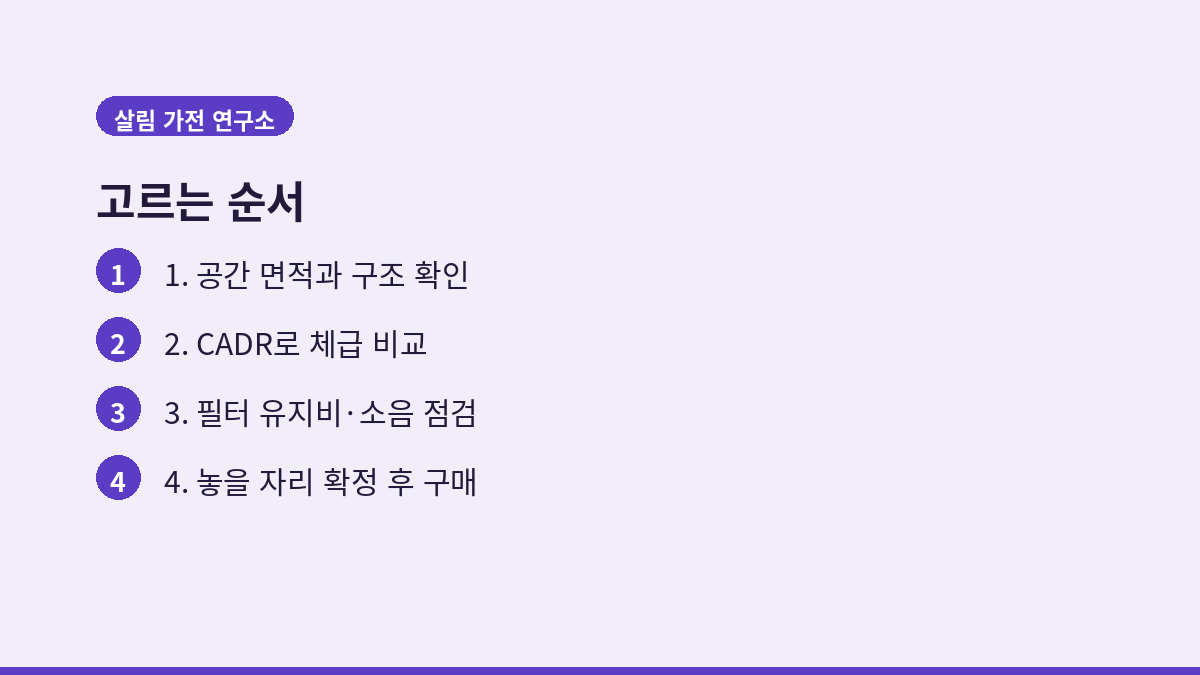 살림 가전 연구소
고르는 순서
1 1. 공간 면적과 구조 확인
2 2. CADR로 체급 비교
3 3. 필터 유지비·소음 점검
4 4. 놓을 자리 확정 후 구매